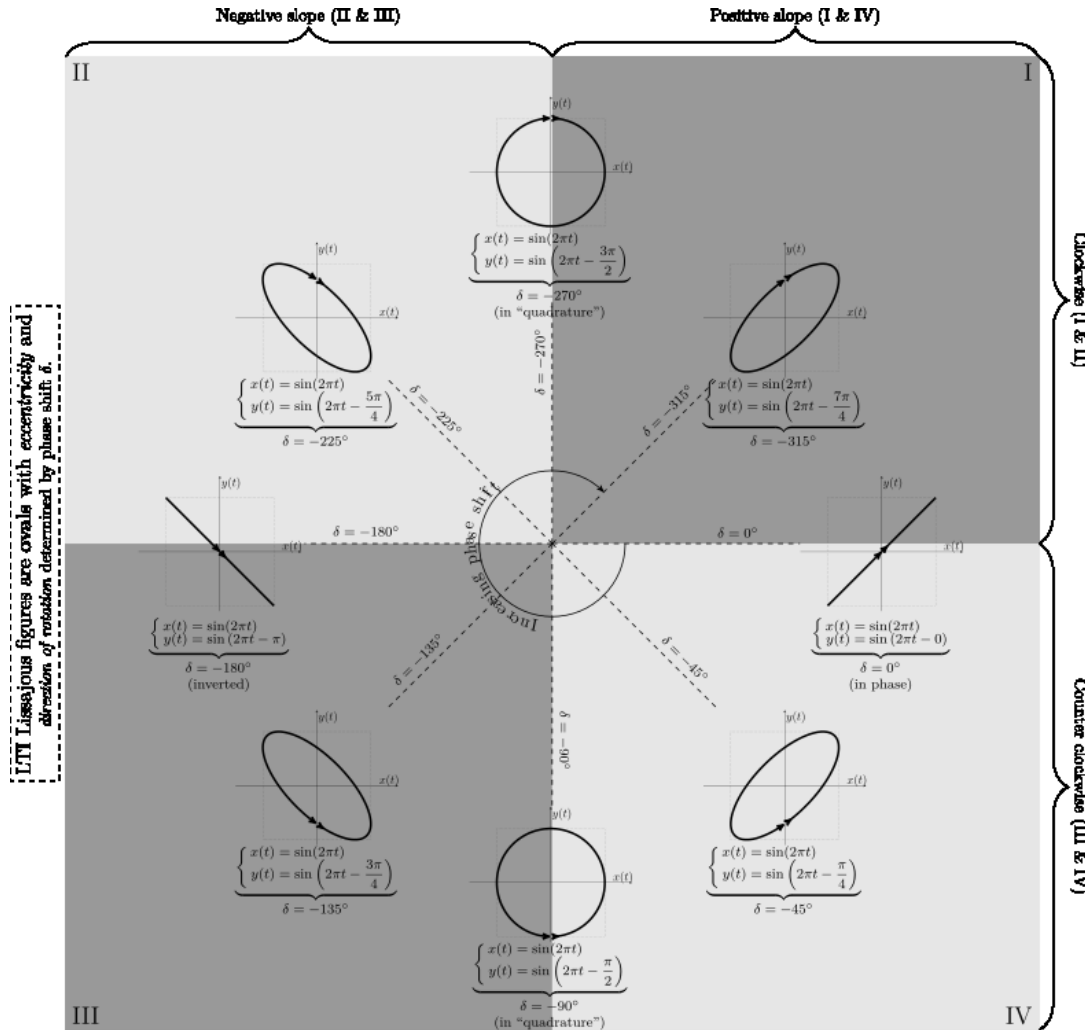 Negative slope (II & III)
Positive slope (I & IV)
II
I
y(t)
x(t)
x(t) = sin(2πt)
y(t) = sin (2πt − 3π/2)
δ = −270°
(in “quadrature”)
y(t)
x(t)
x(t) = sin(2πt)
y(t) = sin (2πt − 5π/4)
δ = −225°
y(t)
x(t)
x(t) = sin(2πt)
y(t) = sin (2πt − 7π/4)
δ = −315°
δ = −270°
δ = −225°
δ = −315°
Clockwise (I & II)
LTI Lissajous figures are ovals with eccentricity and
direction of rotation determined by phase shift δ.
y(t)
x(t)
x(t) = sin(2πt)
y(t) = sin (2πt − π)
δ = −180°
(inverted)
δ = −180°
Increasing phase shift
δ = 0°
y(t)
x(t) = sin(2πt)
y(t) = sin (2πt − 0)
δ = 0°
(in phase)
δ = −135°
δ = −45°
δ = −90°
y(t)
x(t)
x(t) = sin(2πt)
y(t) = sin (2πt − 3π/4)
δ = −135°
y(t)
x(t)
x(t) = sin(2πt)
y(t) = sin (2πt − π/4)
δ = −45°
y(t)
x(t)
x(t) = sin(2πt)
y(t) = sin (2πt − π/2)
δ = −90°
(in “quadrature”)
Counter clockwise (III & IV)
III
IV